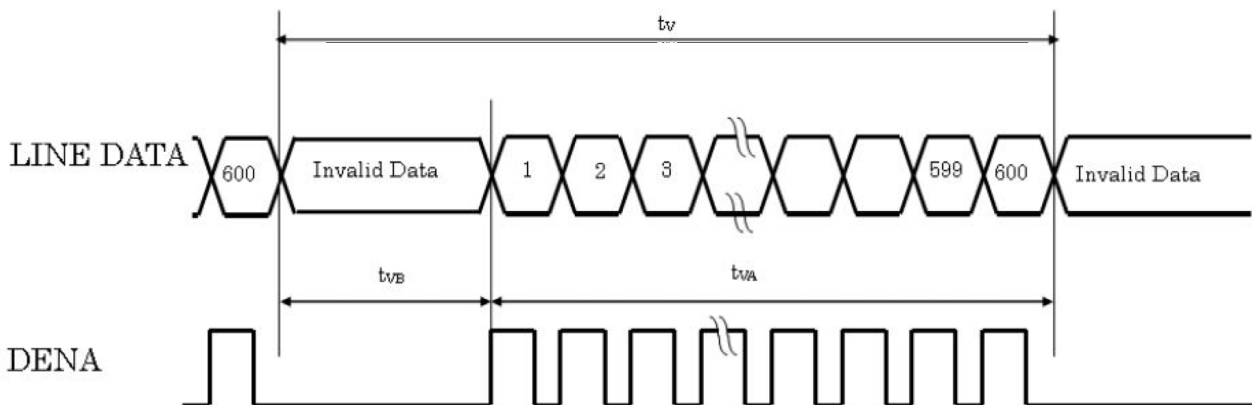 tV
LINE DATA 600 Invalid Data 1 2 3 599 600 Invalid Data
tVB tVA
DENA